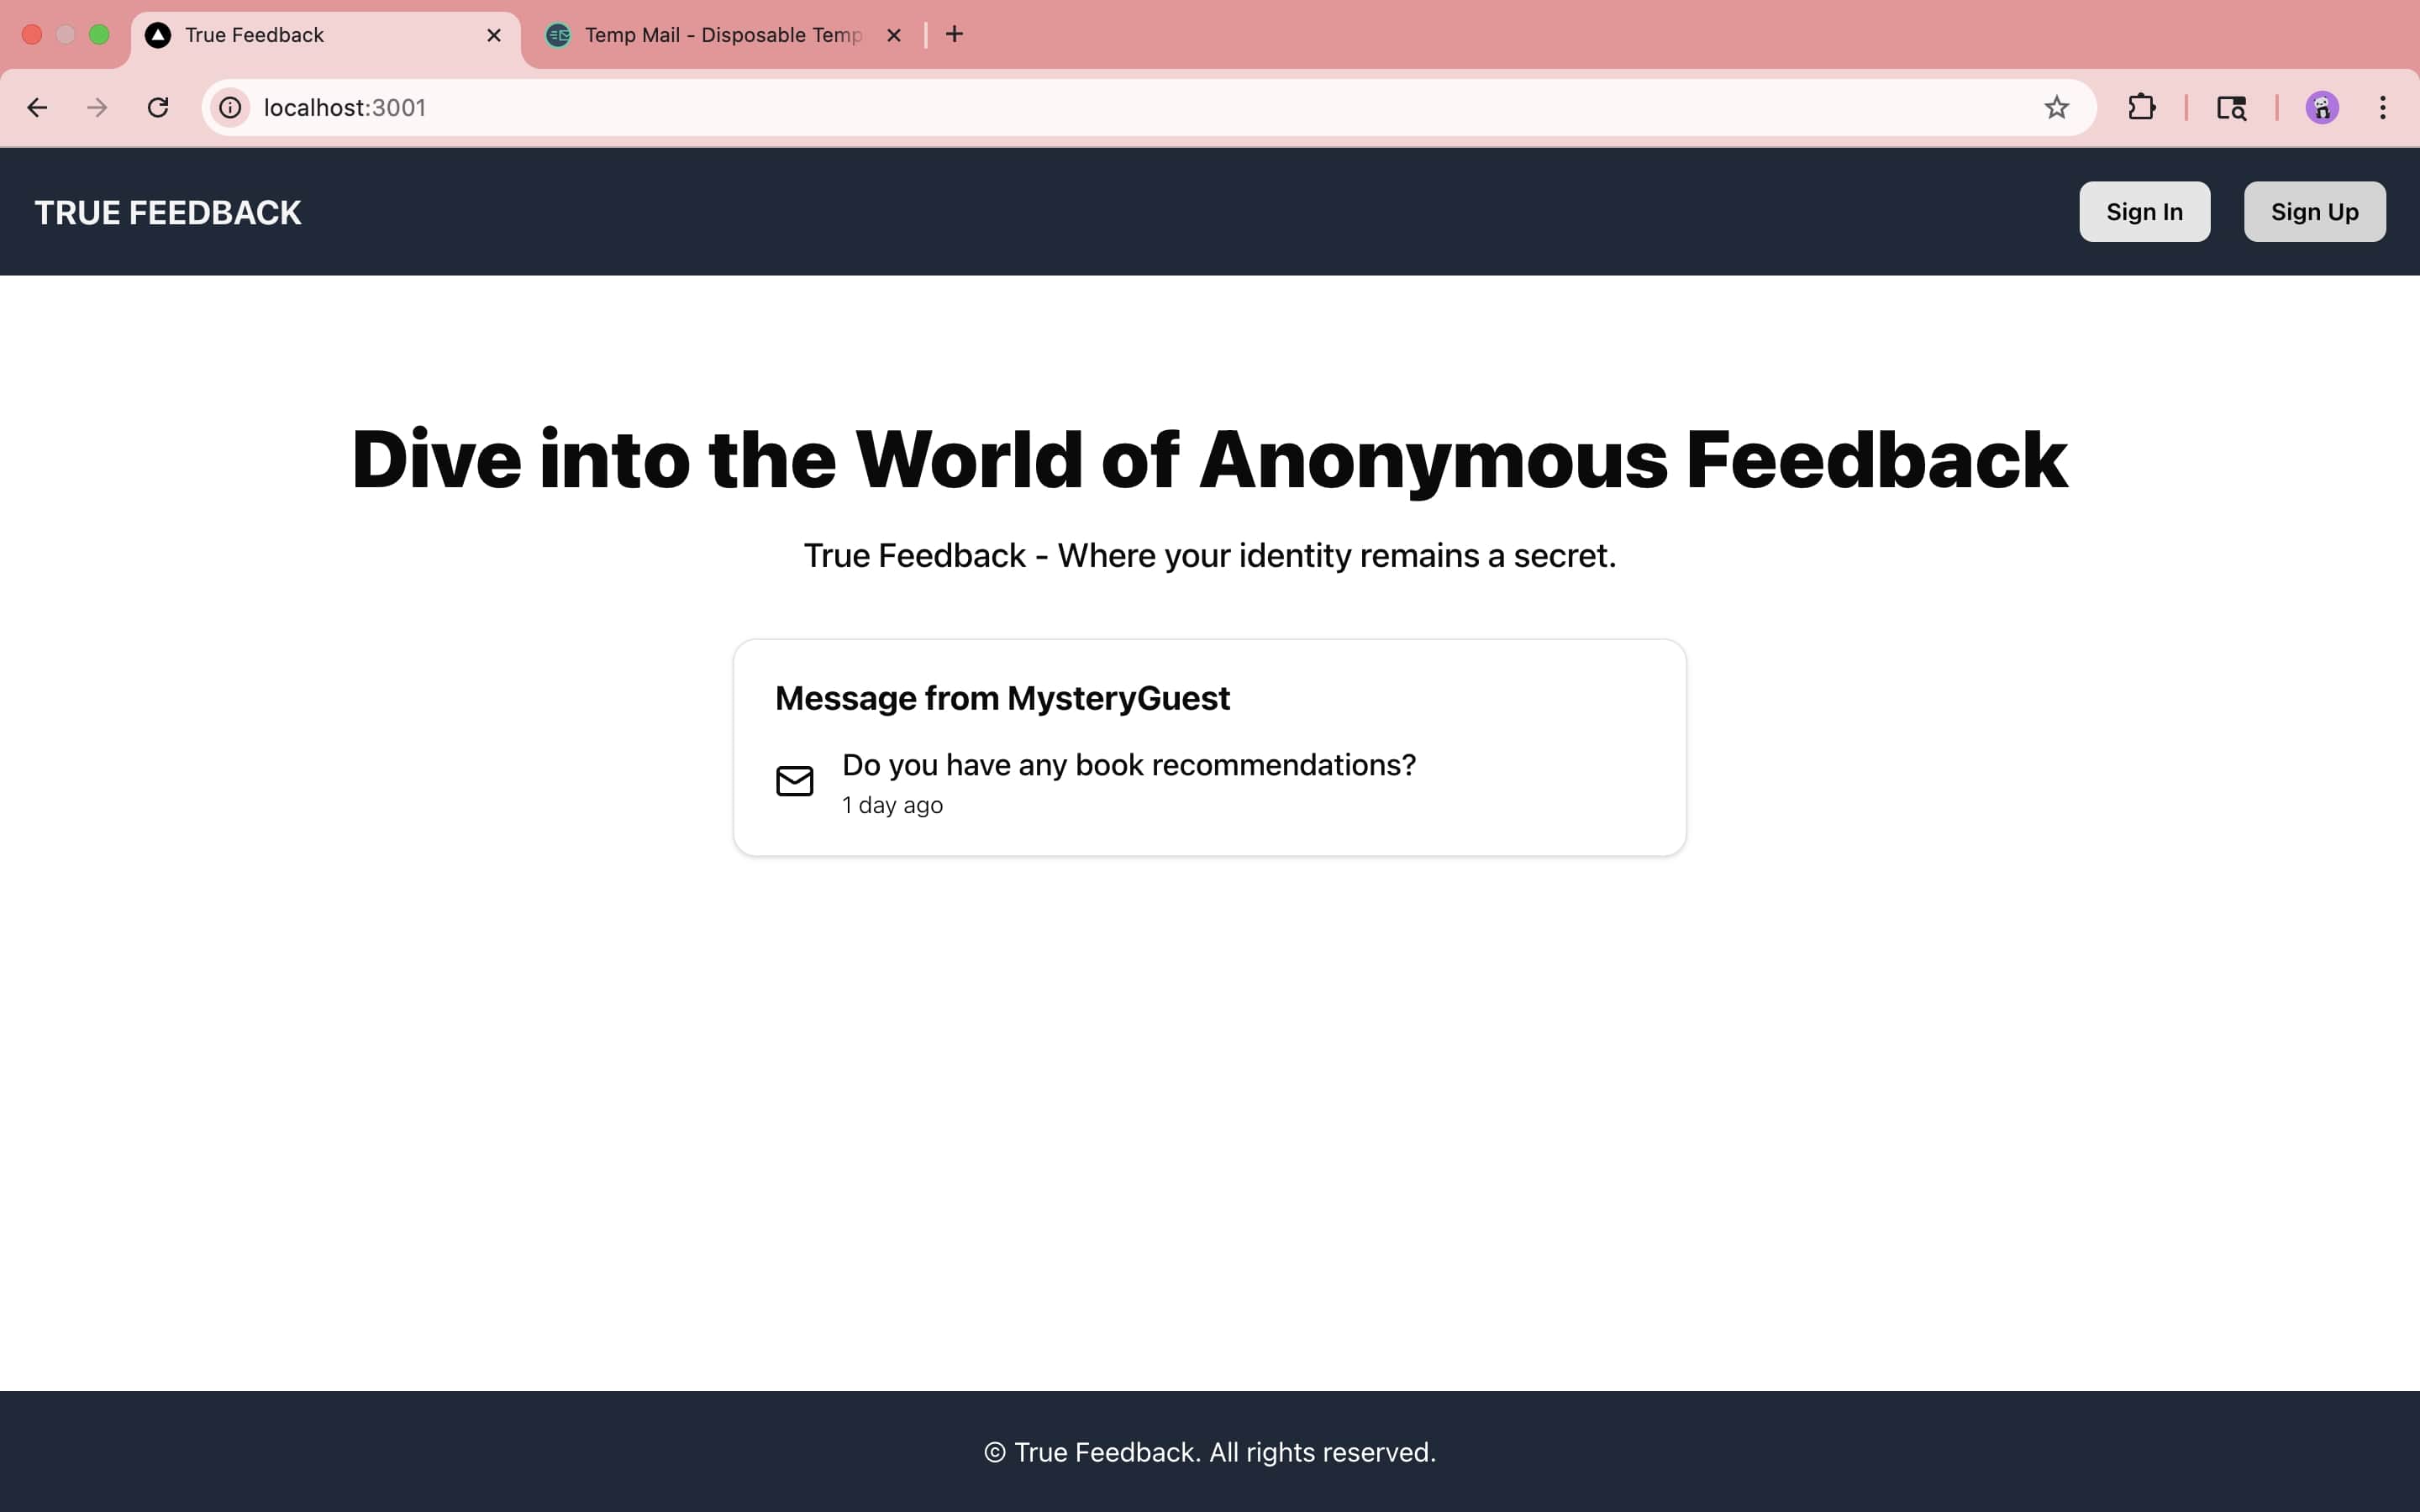 True Feedback
Temp Mail - Disposable Temp
localhost:3001
TRUE FEEDBACK
Sign In
Sign Up
Dive into the World of Anonymous Feedback
True Feedback - Where your identity remains a secret.
Message from MysteryGuest
Do you have any book recommendations?
1 day ago
© True Feedback. All rights reserved.